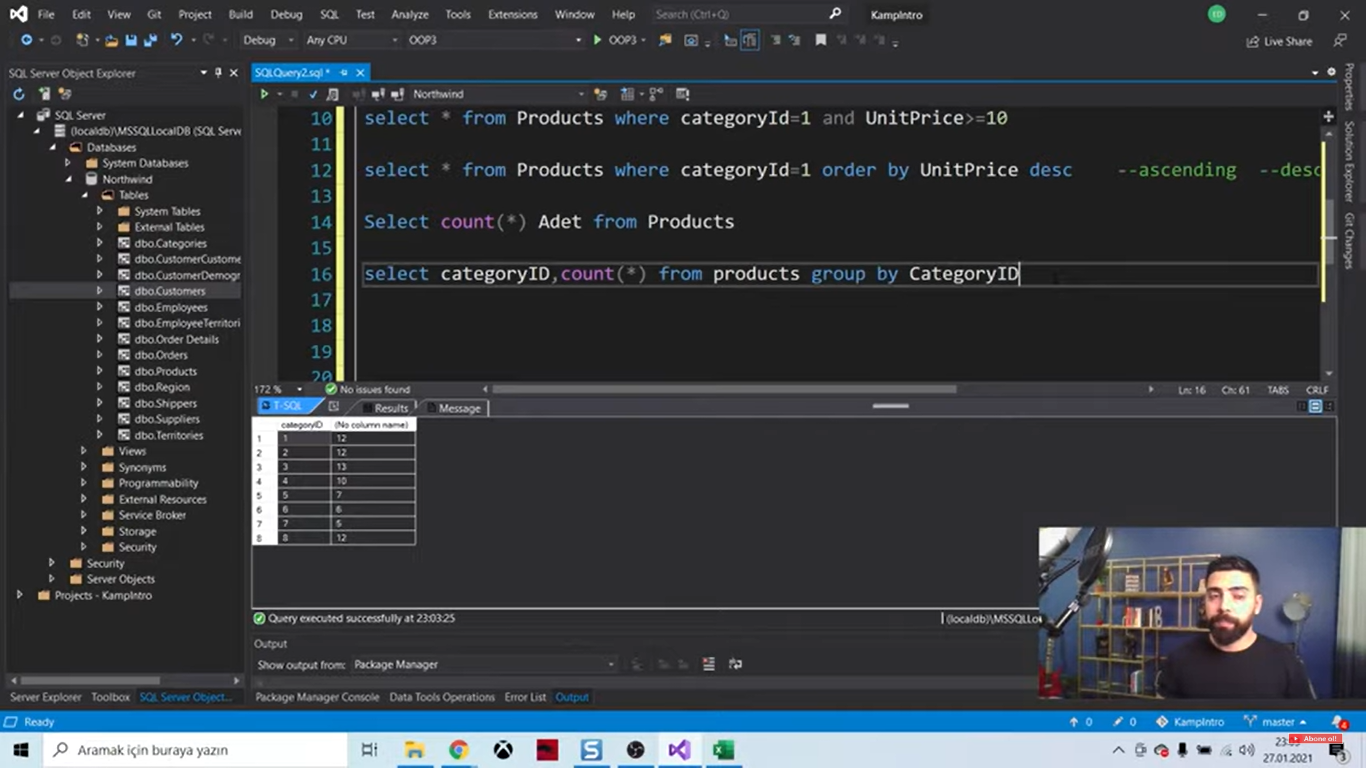 File Edit View Git Project Build Debug SQL Test Analyze Tools Extensions Window Help Search (Ctrl+Q) KampIntro ED
Debug Any CPU OOP3 OOP3 Live Share
SQL Server Object Explorer
SQLQuery2.sql *
Northwind
SQL Server
(localdb)\MSSQLLocalDB (SQL Serve
Databases
System Databases
Northwind
Tables
System Tables
External Tables
dbo.Categories
dbo.CustomerCustome
dbo.CustomerDemogr
dbo.Customers
dbo.Employees
dbo.EmployeeTerritori
dbo.Order Details
dbo.Orders
dbo.Products
dbo.Region
dbo.Shippers
dbo.Suppliers
dbo.Territories
Views
Synonyms
Programmability
External Resources
Service Broker
Storage
Security
Security
Server Objects
Projects - KampIntro
Server Explorer Toolbox SQL Server Object...
10 select * from Products where categoryId=1 and UnitPrice>=10
11
12 select * from Products where categoryId=1 order by UnitPrice desc --ascending --desc
13
14 Select count(*) Adet from Products
15
16 select categoryID,count(*) from products group by CategoryID
17
18
19
20
172 % No issues found Ln: 16 Ch: 61 TABS CRLF
T-SQL Results Message
categoryID (No column name)
1 1 12
2 2 12
3 3 13
4 4 10
5 5 7
6 6 6
7 7 5
8 8 12
Query executed successfully at 23:03:25 (localdb)\MSSQLLo
Output
Show output from: Package Manager
Package Manager Console Data Tools Operations Error List Output
Properties
Solution Explorer
Git Changes
Ready 0 0 KampIntro master 4
Aramak için buraya yazın
Abone ol!
27.01.2021 3